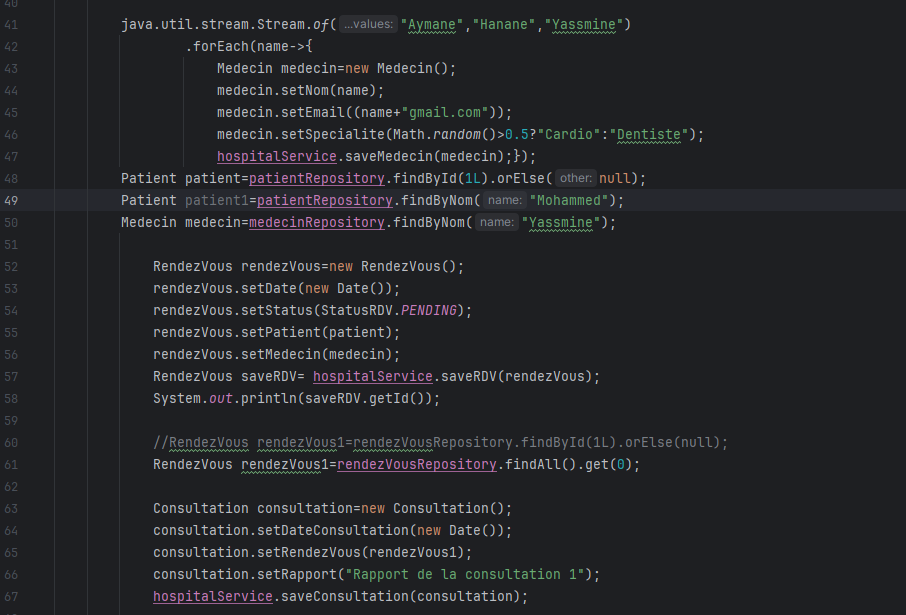 40
41 java.util.stream.Stream.of( ...values: "Aymane","Hanane","Yassmine")
42 .forEach(name->{
43 Medecin medecin=new Medecin();
44 medecin.setNom(name);
45 medecin.setEmail((name+"gmail.com"));
46 medecin.setSpecialite(Math.random()>0.5?"Cardio":"Dentiste");
47 hospitalService.saveMedecin(medecin);});
48 Patient patient=patientRepository.findById(1L).orElse( other: null);
49 Patient patient1=patientRepository.findByNom( name: "Mohammed");
50 Medecin medecin=medecinRepository.findByNom( name: "Yassmine");
51
52 RendezVous rendezVous=new RendezVous();
53 rendezVous.setDate(new Date());
54 rendezVous.setStatus(StatusRDV.PENDING);
55 rendezVous.setPatient(patient);
56 rendezVous.setMedecin(medecin);
57 RendezVous saveRDV= hospitalService.saveRDV(rendezVous);
58 System.out.println(saveRDV.getId());
59
60 //RendezVous rendezVous1=rendezVousRepository.findById(1L).orElse(null);
61 RendezVous rendezVous1=rendezVousRepository.findAll().get(0);
62
63 Consultation consultation=new Consultation();
64 consultation.setDateConsultation(new Date());
65 consultation.setRendezVous(rendezVous1);
66 consultation.setRapport("Rapport de la consultation 1");
67 hospitalService.saveConsultation(consultation);